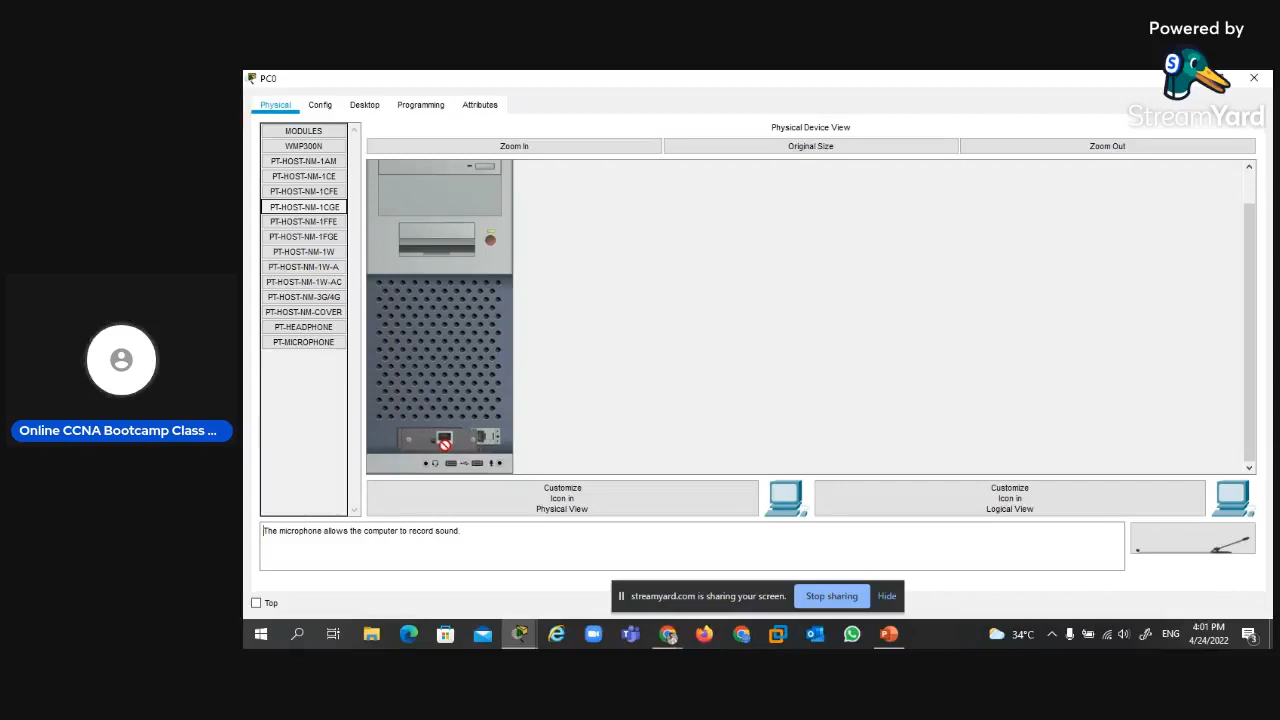 Powered by
StreamYard
PC0
Physical
Config
Desktop
Programming
Attributes
MODULES
WMP300N
PT-HOST-NM-1AM
PT-HOST-NM-1CE
PT-HOST-NM-1CFE
PT-HOST-NM-1CGE
PT-HOST-NM-1FFE
PT-HOST-NM-1FGE
PT-HOST-NM-1W
PT-HOST-NM-1W-A
PT-HOST-NM-1W-AC
PT-HOST-NM-3G/4G
PT-HOST-NM-COVER
PT-HEADPHONE
PT-MICROPHONE
Physical Device View
Zoom In
Original Size
Zoom Out
Customize
Icon in
Physical View
Customize
Icon in
Logical View
The microphone allows the computer to record sound.
Top
streamyard.com is sharing your screen.
Stop sharing
Hide
Online CCNA Bootcamp Class ...
34°C
ENG
4:01 PM
4/24/2022
3